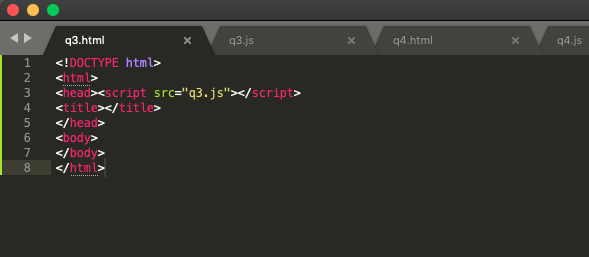 q3.html q3.js q4.html q4.js
1 <!DOCTYPE html>
2 <html>
3 <head><script src="q3.js"></script>
4 <title></title>
5 </head>
6 <body>
7 </body>
8 </html>